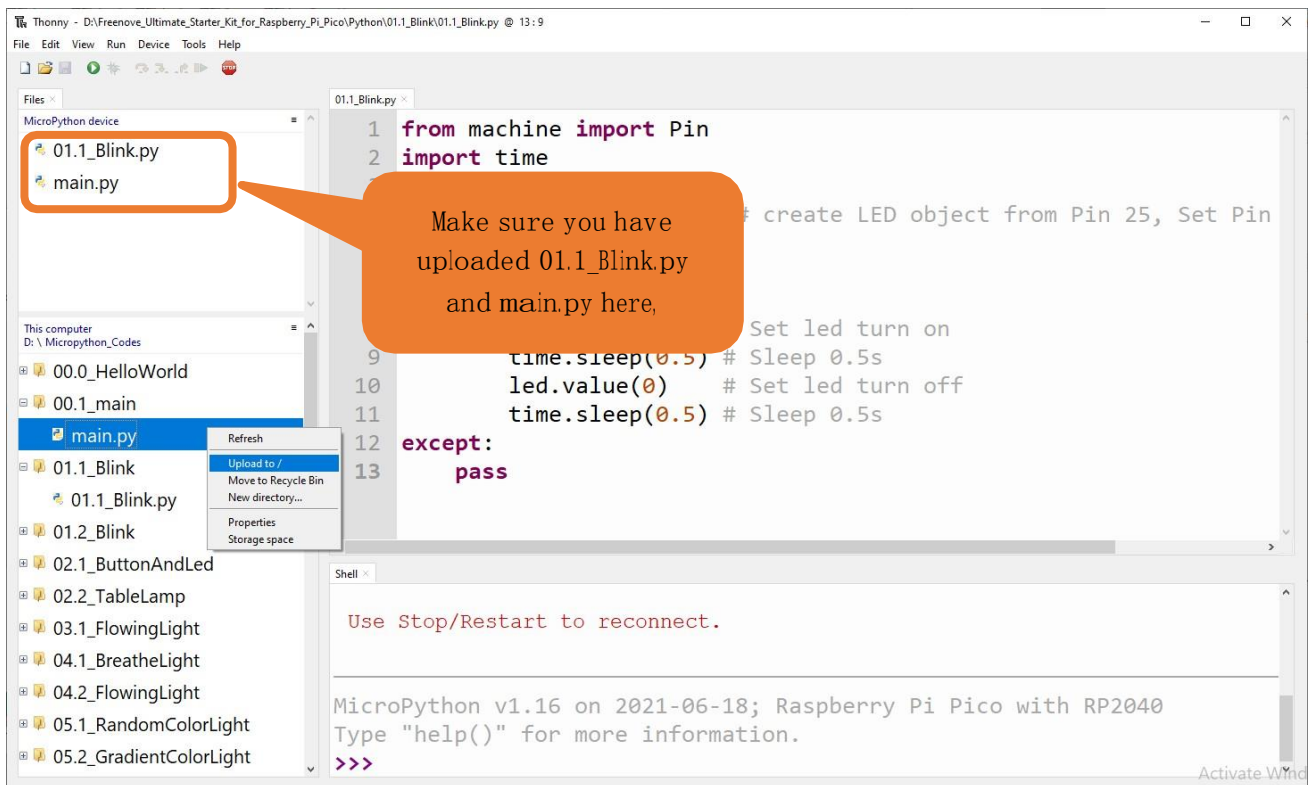 Thonny - D:\Freenove_Ultimate_Starter_Kit_for_Raspberry_Pi_Pico\Python\01.1_Blink\01.1_Blink.py @ 13:9
File Edit View Run Device Tools Help
STOP
Files
MicroPython device
01.1_Blink.py
main.py
This computer
D: \ Micropython_Codes
00.0_HelloWorld
00.1_main
main.py
01.1_Blink
01.1_Blink.py
01.2_Blink
02.1_ButtonAndLed
02.2_TableLamp
03.1_FlowingLight
04.1_BreatheLight
04.2_FlowingLight
05.1_RandomColorLight
05.2_GradientColorLight
Refresh
Upload to /
Move to Recycle Bin
New directory...
Properties
Storage space
01.1_Blink.py
1 from machine import Pin
2 import time
create LED object from Pin 25, Set Pin
Set led turn on
9 time.sleep(0.5) # Sleep 0.5s
10 led.value(0) # Set led turn off
11 time.sleep(0.5) # Sleep 0.5s
12 except:
13 pass
Make sure you have
uploaded 01.1_Blink.py
and main.py here,
Shell
Use Stop/Restart to reconnect.
MicroPython v1.16 on 2021-06-18; Raspberry Pi Pico with RP2040
Type "help()" for more information.
>>>
Activate Wind